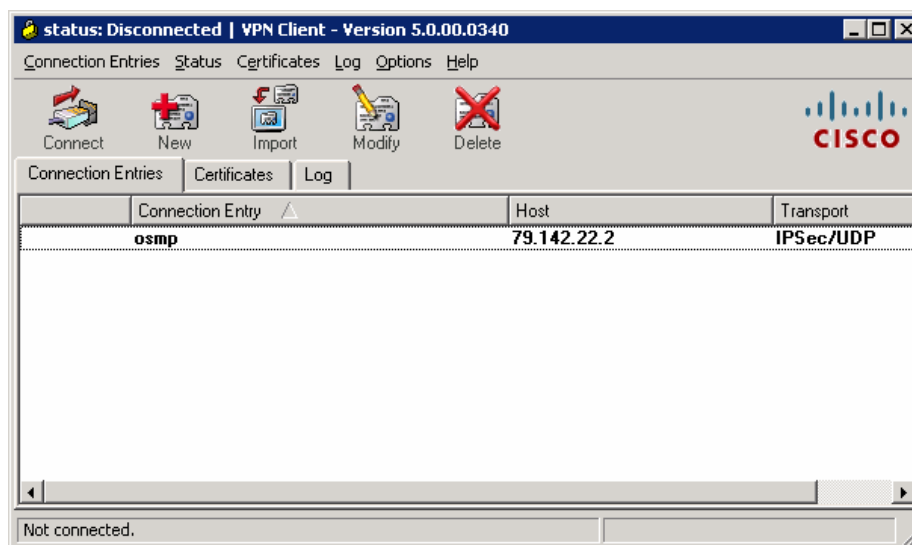 status: Disconnected | VPN Client - Version 5.0.00.0340
Connection Entries Status Certificates Log Options Help
Connect New Import Modify Delete
CISCO
Connection Entries Certificates Log
Connection Entry Host Transport
osmp 79.142.22.2 IPSec/UDP
Not connected.